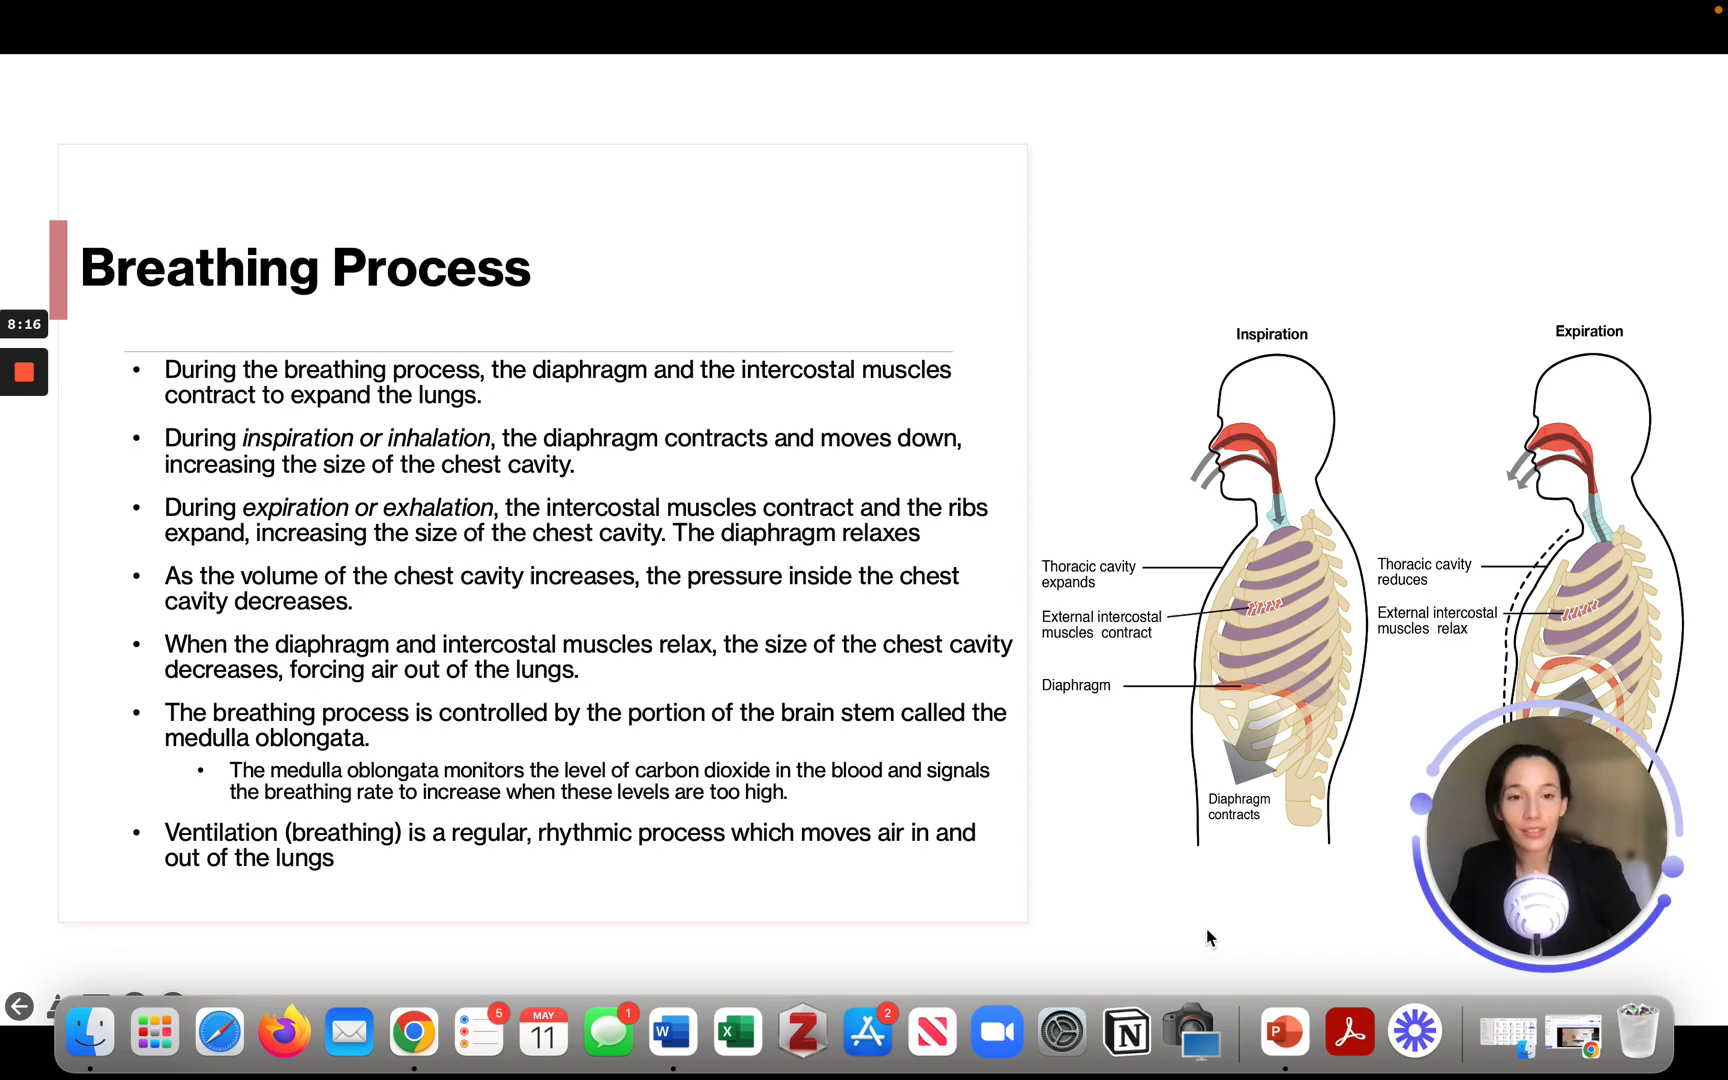 Breathing Process
8:16
• During the breathing process, the diaphragm and the intercostal muscles
contract to expand the lungs.
• During inspiration or inhalation, the diaphragm contracts and moves down,
increasing the size of the chest cavity.
• During expiration or exhalation, the intercostal muscles contract and the ribs
expand, increasing the size of the chest cavity. The diaphragm relaxes
• As the volume of the chest cavity increases, the pressure inside the chest
cavity decreases.
• When the diaphragm and intercostal muscles relax, the size of the chest cavity
decreases, forcing air out of the lungs.
• The breathing process is controlled by the portion of the brain stem called the
medulla oblongata.
• The medulla oblongata monitors the level of carbon dioxide in the blood and signals
the breathing rate to increase when these levels are too high.
• Ventilation (breathing) is a regular, rhythmic process which moves air in and
out of the lungs
Inspiration
Thoracic cavity
expands
External intercostal
muscles contract
Diaphragm
Diaphragm
contracts
Expiration
Thoracic cavity
reduces
External intercostal
muscles relax
5
MAY
11
1
W
X
Z
2
N
P